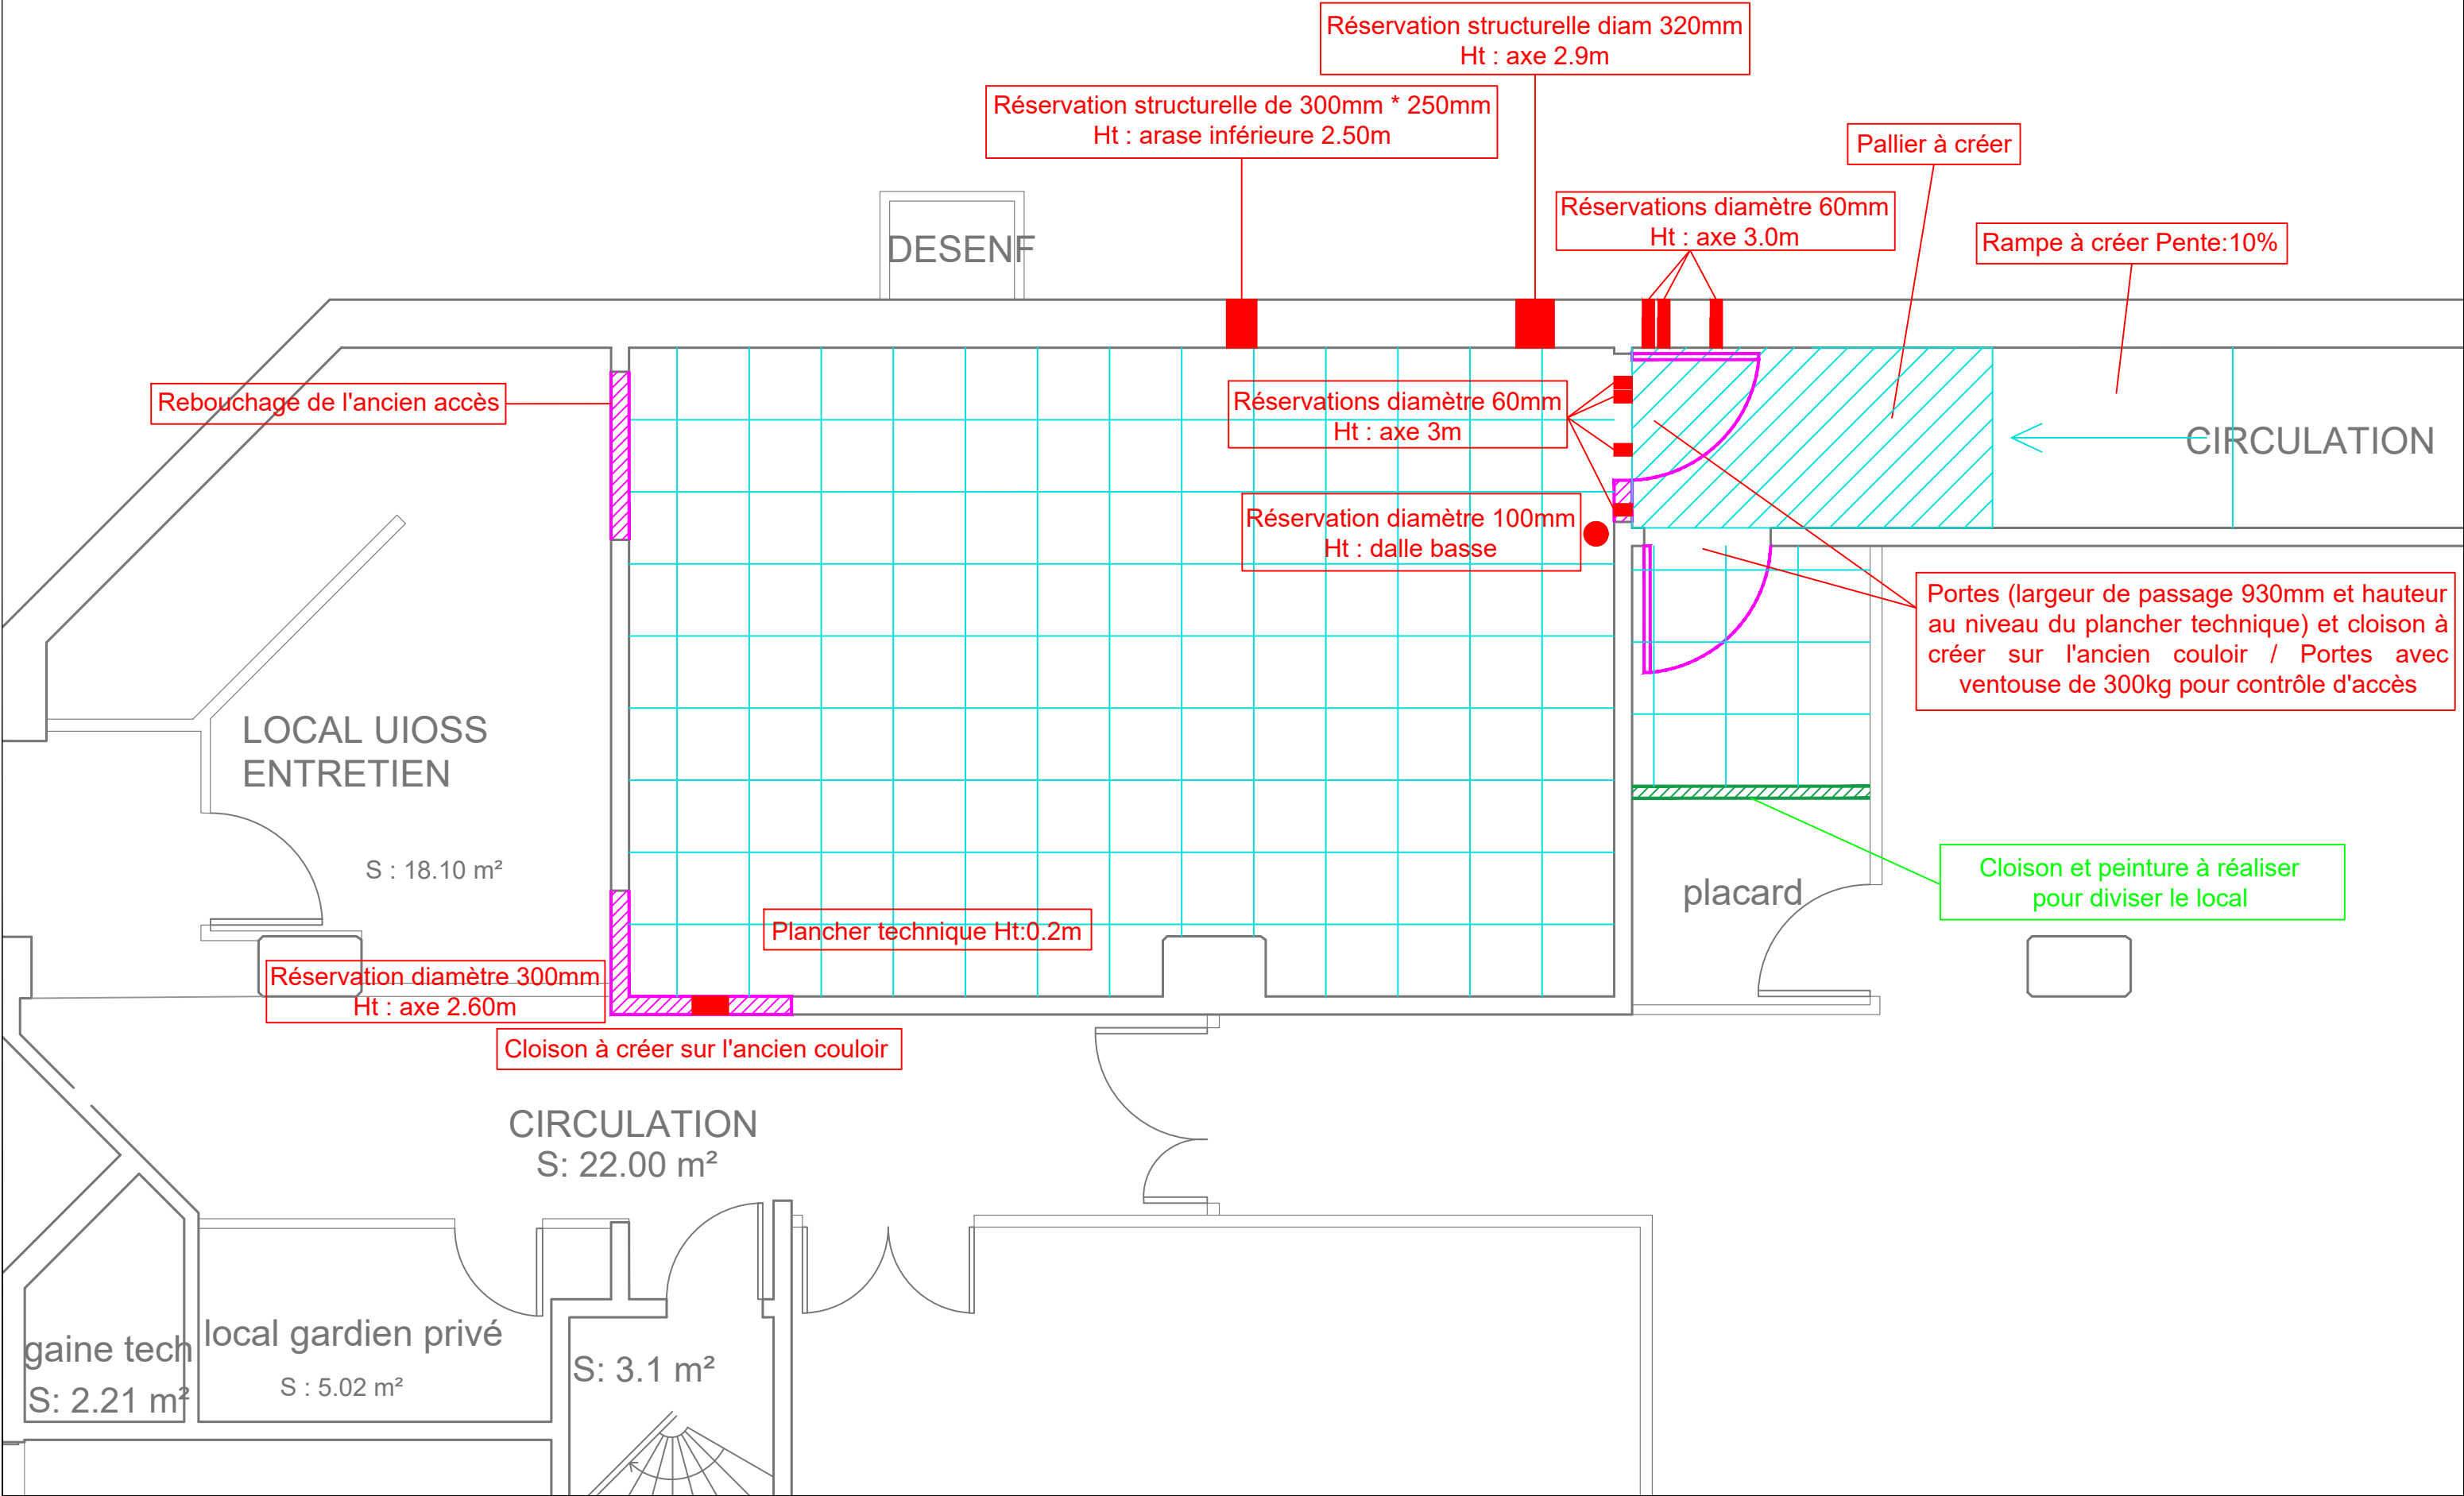 Réservation structurelle diam 320mm
Ht : axe 2.9m
Réservation structurelle de 300mm * 250mm
Ht : arase inférieure 2.50m
Pallier à créer
Réservations diamètre 60mm
Ht : axe 3.0m
Rampe à créer Pente:10%
DESENF
Rebouchage de l'ancien accès
Réservations diamètre 60mm
Ht : axe 3m
CIRCULATION
Réservation diamètre 100mm
Ht : dalle basse
Portes (largeur de passage 930mm et hauteur
au niveau du plancher technique) et cloison à
créer sur l'ancien couloir / Portes avec
ventouse de 300kg pour contrôle d'accès
LOCAL UIOSS
ENTRETIEN
S : 18.10 m²
Cloison et peinture à réaliser
pour diviser le local
placard
Plancher technique Ht:0.2m
Réservation diamètre 300mm
Ht : axe 2.60m
Cloison à créer sur l'ancien couloir
CIRCULATION
S: 22.00 m²
gaine tech
S: 2.21 m²
local gardien privé
S : 5.02 m²
S: 3.1 m²